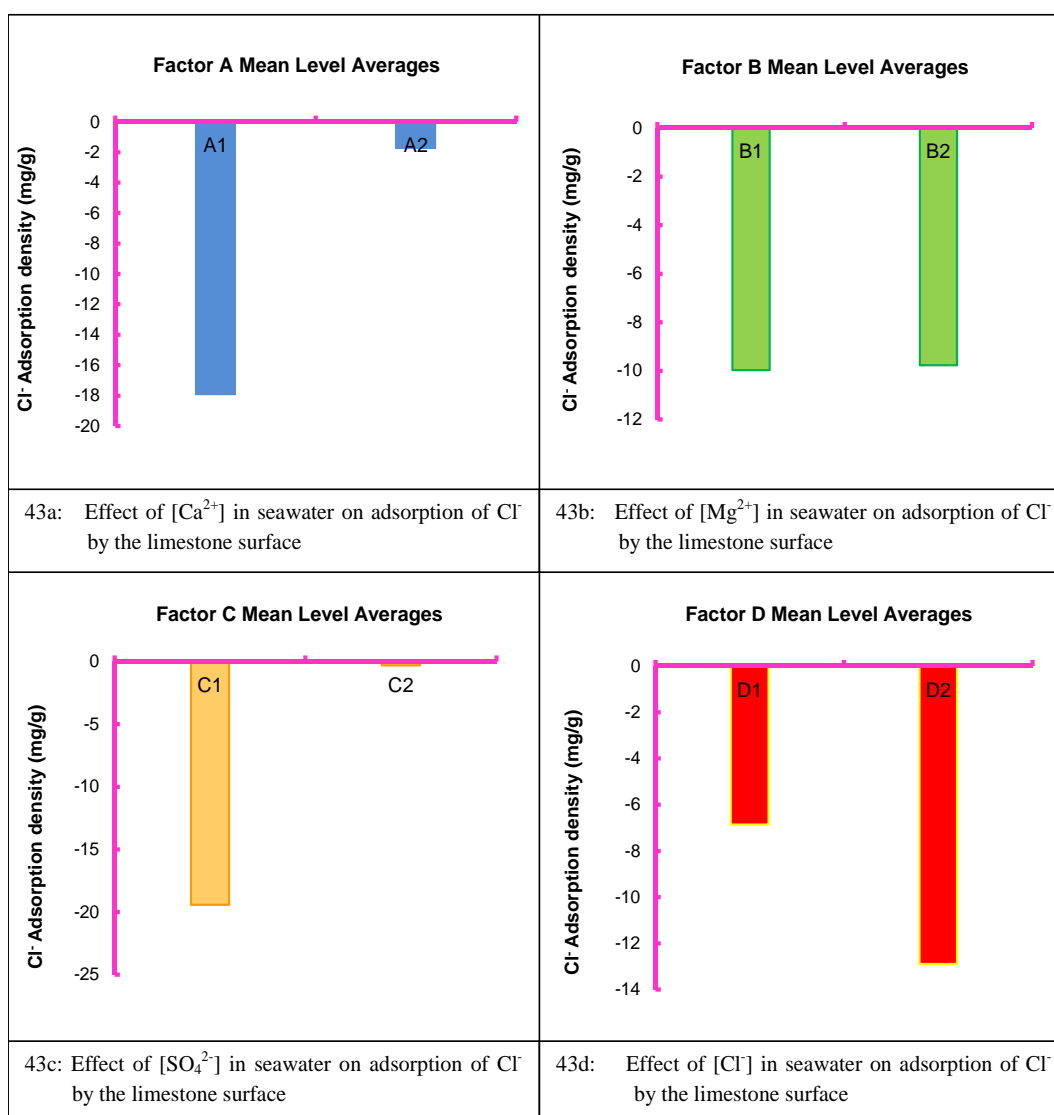 Factor A Mean Level Averages
Cl⁻ Adsorption density (mg/g)
0
-2
-4
-6
-8
-10
-12
-14
-16
-18
-20
A1
A2
Factor B Mean Level Averages
Cl⁻ Adsorption density (mg/g)
0
-2
-4
-6
-8
-10
-12
B1
B2
43a: Effect of [Ca²⁺] in seawater on adsorption of Cl⁻
by the limestone surface
43b: Effect of [Mg²⁺] in seawater on adsorption of Cl⁻
by the limestone surface
Factor C Mean Level Averages
Cl⁻ Adsorption density (mg/g)
0
-5
-10
-15
-20
-25
C1
C2
Factor D Mean Level Averages
Cl⁻ Adsorption density (mg/g)
0
-2
-4
-6
-8
-10
-12
-14
D1
D2
43c: Effect of [SO₄²⁻] in seawater on adsorption of Cl⁻
by the limestone surface
43d: Effect of [Cl⁻] in seawater on adsorption of Cl⁻
by the limestone surface